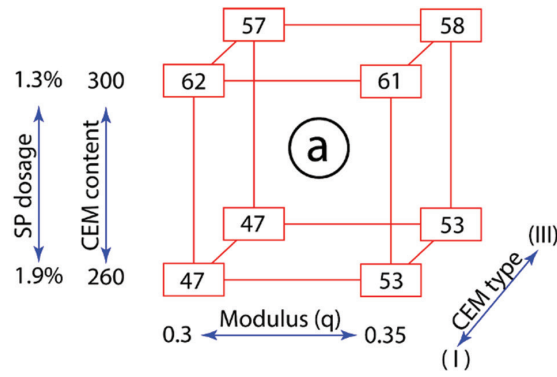 57 58
1.3% 300 62 61
SP dosage
CEM content
a
47 53
1.9% 260 47 53
(III)
CEM type
(I)
0.3 Modulus (q) 0.35